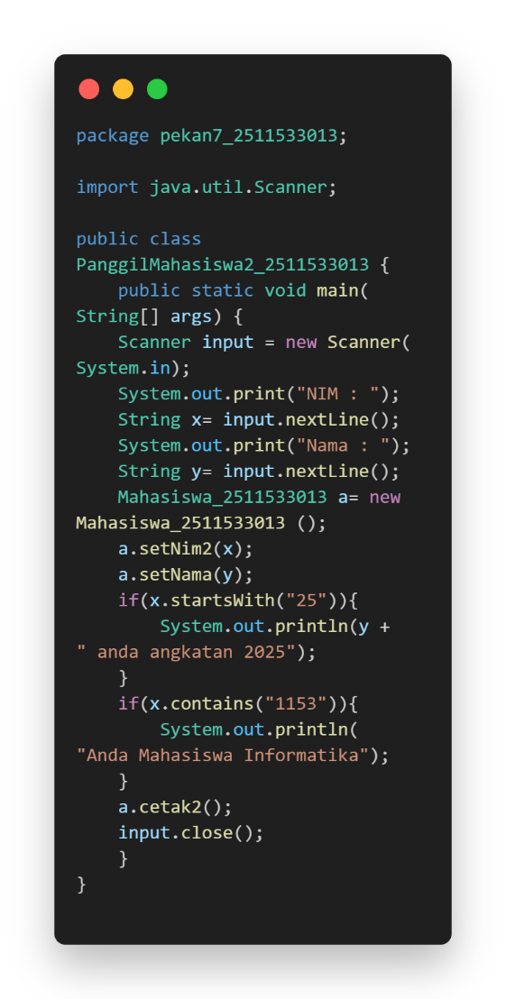 package pekan7_2511533013;

import java.util.Scanner;

public class
PanggilMahasiswa2_2511533013 {
    public static void main(
String[] args) {
    Scanner input = new Scanner(
System.in);
    System.out.print("NIM : ");
    String x= input.nextLine();
    System.out.print("Nama : ");
    String y= input.nextLine();
    Mahasiswa_2511533013 a= new
Mahasiswa_2511533013 ();
    a.setNim2(x);
    a.setNama(y);
    if(x.startsWith("25")){
        System.out.println(y +
" anda angkatan 2025");
    }
    if(x.contains("1153")){
        System.out.println(
"Anda Mahasiswa Informatika");
    }
    a.cetak2();
    input.close();
    }
}